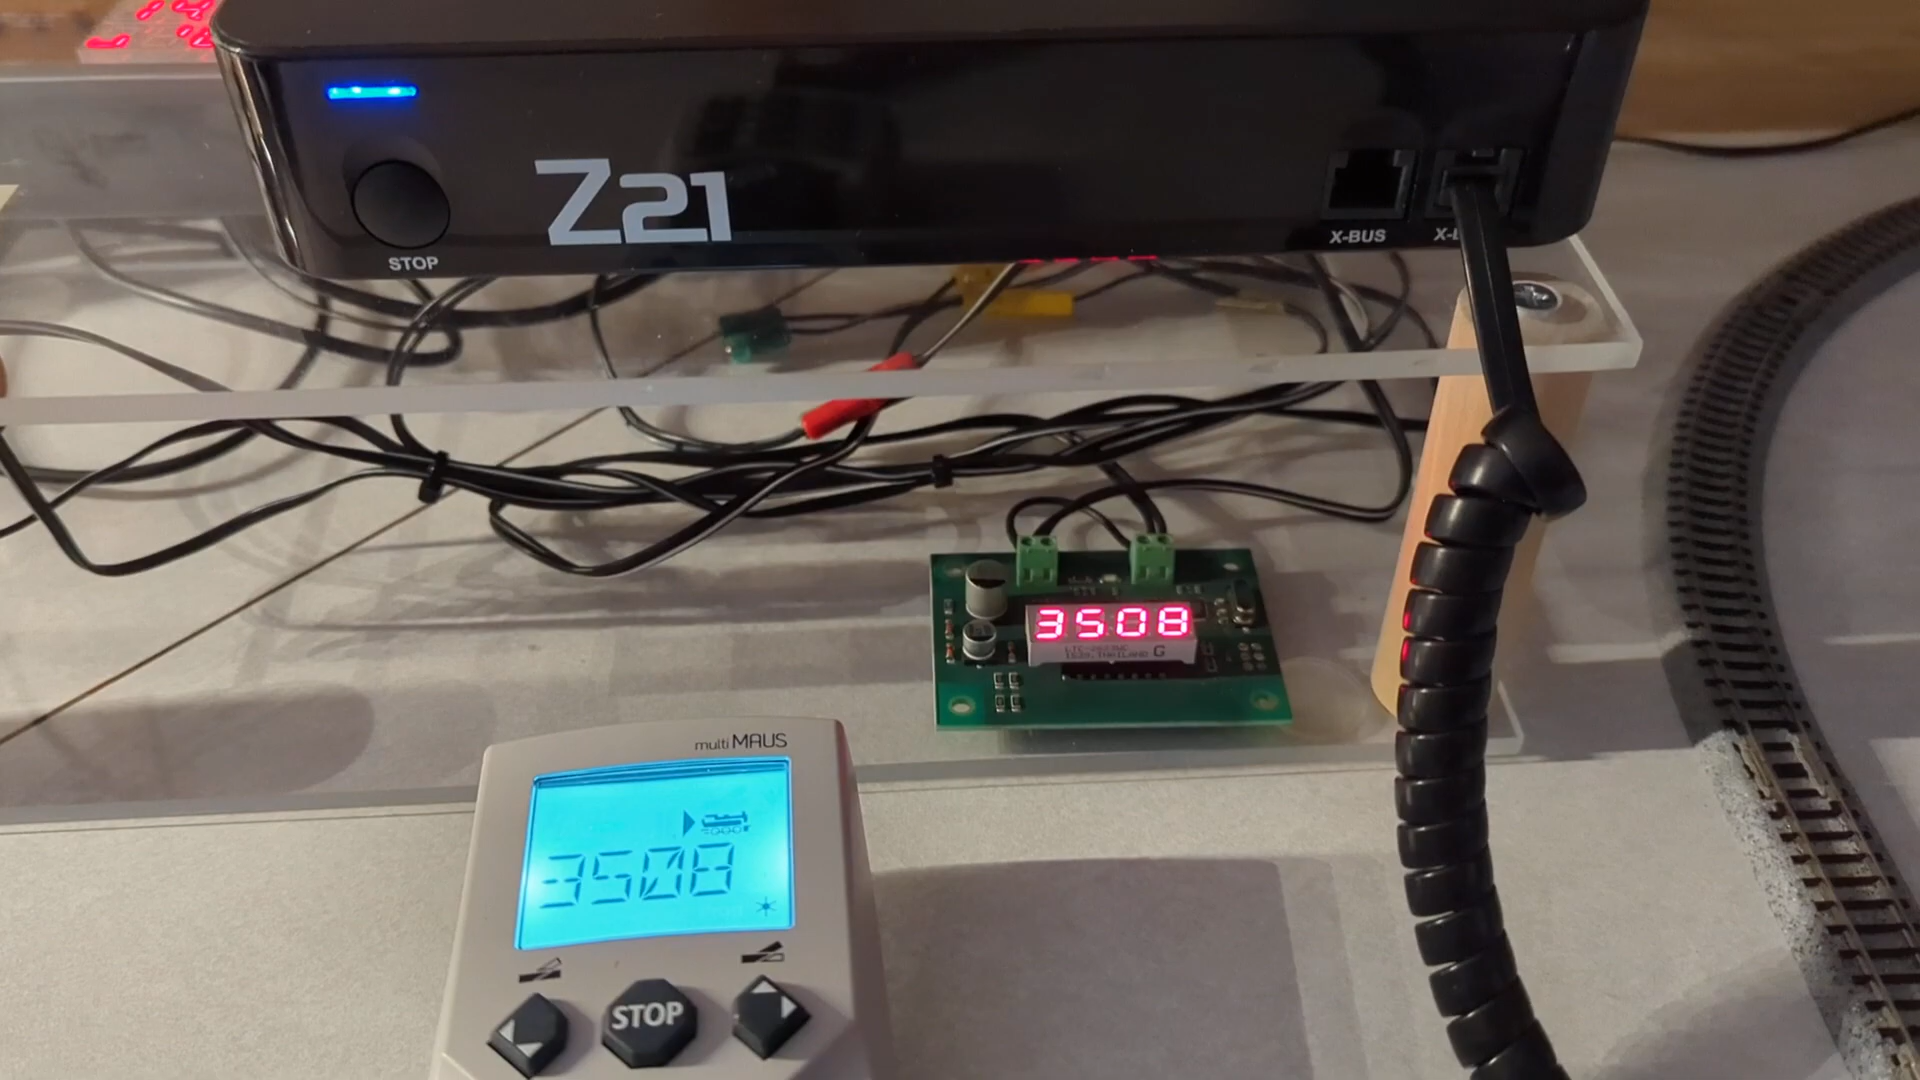 Z21
STOP
X-BUS
3508
G
multiMAUS
3508
STOP